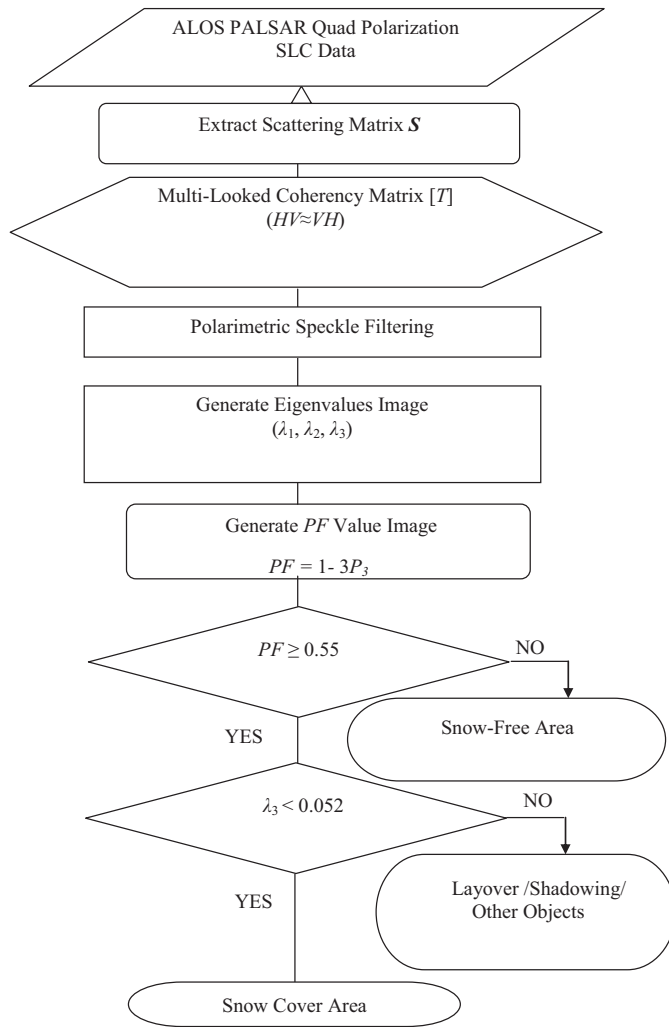 ALOS PALSAR Quad Polarization
SLC Data
Extract Scattering Matrix S
Multi-Looked Coherency Matrix [T]
(HV≈VH)
Polarimetric Speckle Filtering
Generate Eigenvalues Image
(λ₁, λ₂, λ₃)
Generate PF Value Image
PF = 1- 3P₃
PF ≥ 0.55
NO
Snow-Free Area
YES
λ₃ < 0.052
NO
Layover /Shadowing/
Other Objects
YES
Snow Cover Area